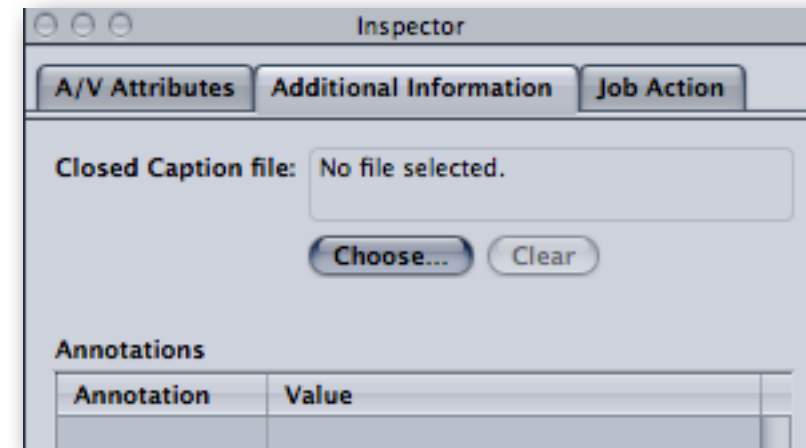 Inspector
A/V Attributes Additional Information Job Action
Closed Caption file: No file selected.
Choose... Clear
Annotations
Annotation Value